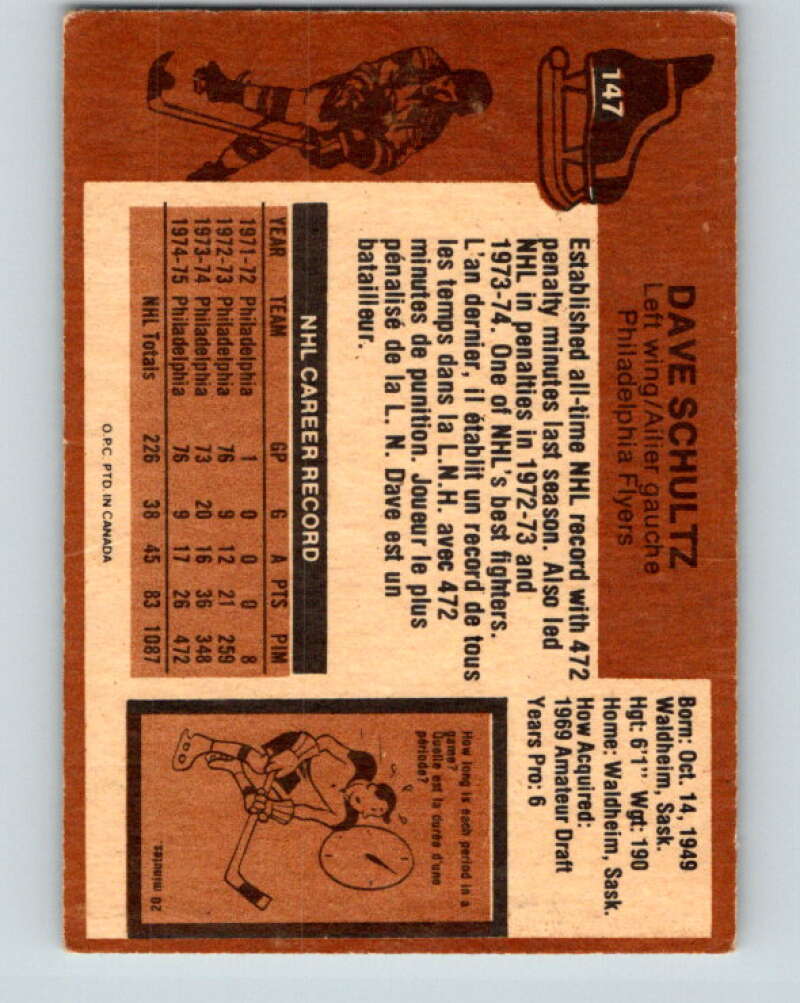 147
DAVE SCHULTZ
Left wing/Ailier gauche
Philadelphia Flyers
Born: Oct. 14, 1949
Waldheim, Sask.
Hgt: 6'1" Wgt: 190
Home: Waldheim, Sask.
How Acquired:
1969 Amateur Draft
Years Pro: 6
Established all-time NHL record with 472
penalty minutes last season. Also led
NHL in penalties in 1972-73 and
1973-74. One of NHL's best fighters.
L'an dernier, il établit un record de tous
les temps dans la L.N.H. avec 472
minutes de punition. Joueur le plus
pénalisé de la L. N. Dave est un
batailleur.
NHL CAREER RECORD
YEAR TEAM GP G A PTS PIM
1971-72 Philadelphia 1 0 0 0 8
1972-73 Philadelphia 76 9 12 21 259
1973-74 Philadelphia 73 20 16 36 348
1974-75 Philadelphia 76 9 17 26 472
NHL Totals 226 38 45 83 1087
How long is each period in a
game?
Quelle est la durée d'une
période?
20 minutes.
O.P.C. PTD. IN CANADA